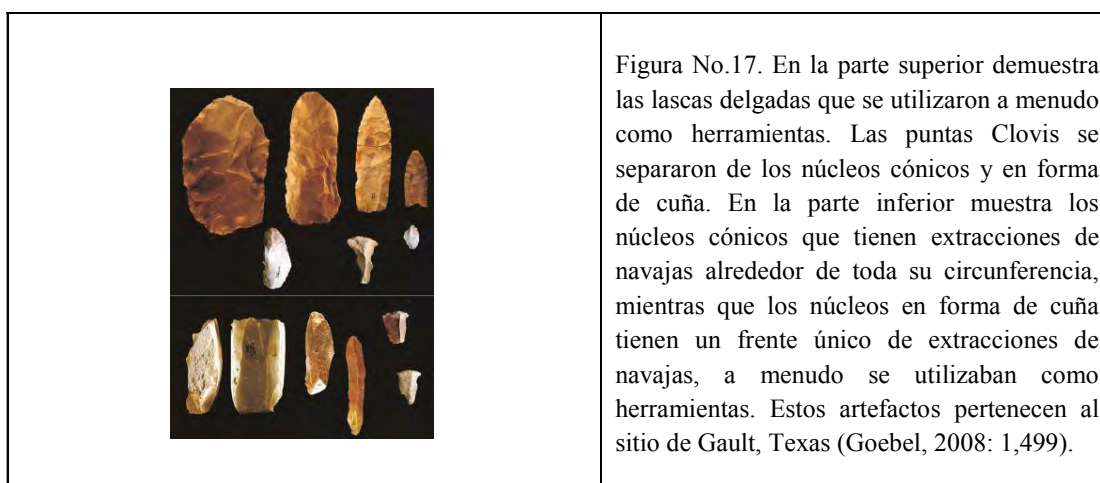 Figura No.17. En la parte superior demuestra
las lascas delgadas que se utilizaron a menudo
como herramientas. Las puntas Clovis se
separaron de los núcleos cónicos y en forma
de cuña. En la parte inferior muestra los
núcleos cónicos que tienen extracciones de
navajas alrededor de toda su circunferencia,
mientras que los núcleos en forma de cuña
tienen un frente único de extracciones de
navajas, a menudo se utilizaban como
herramientas. Estos artefactos pertenecen al
sitio de Gault, Texas (Goebel, 2008: 1,499).